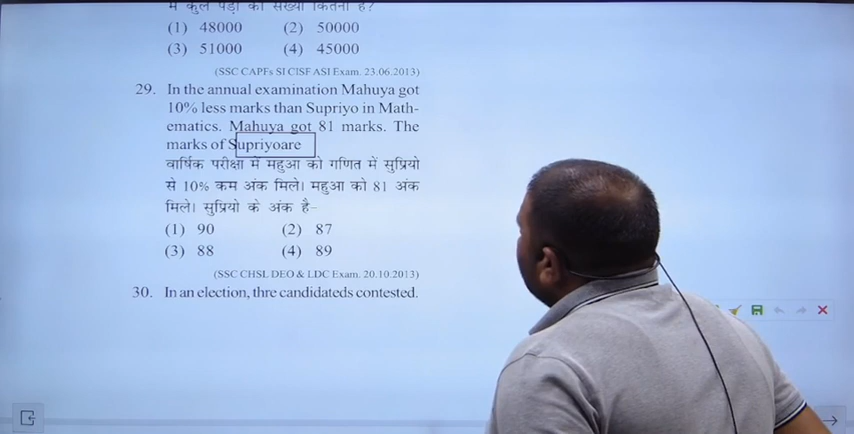 में कुल पेड़ों की संख्या कितनी है?
(1) 48000 (2) 50000
(3) 51000 (4) 45000
(SSC CAPFs SI CISF ASI Exam. 23.06.2013)
29. In the annual examination Mahuya got
10% less marks than Supriyo in Math-
ematics. Mahuya got 81 marks. The
marks of Supriyoare
वार्षिक परीक्षा में महुआ को गणित में सुप्रियो
से 10% कम अंक मिले। महुआ को 81 अंक
मिले। सुप्रियो के अंक है–
(1) 90 (2) 87
(3) 88 (4) 89
(SSC CHSL DEO & LDC Exam. 20.10.2013)
30. In an election, thre candidateds contested.